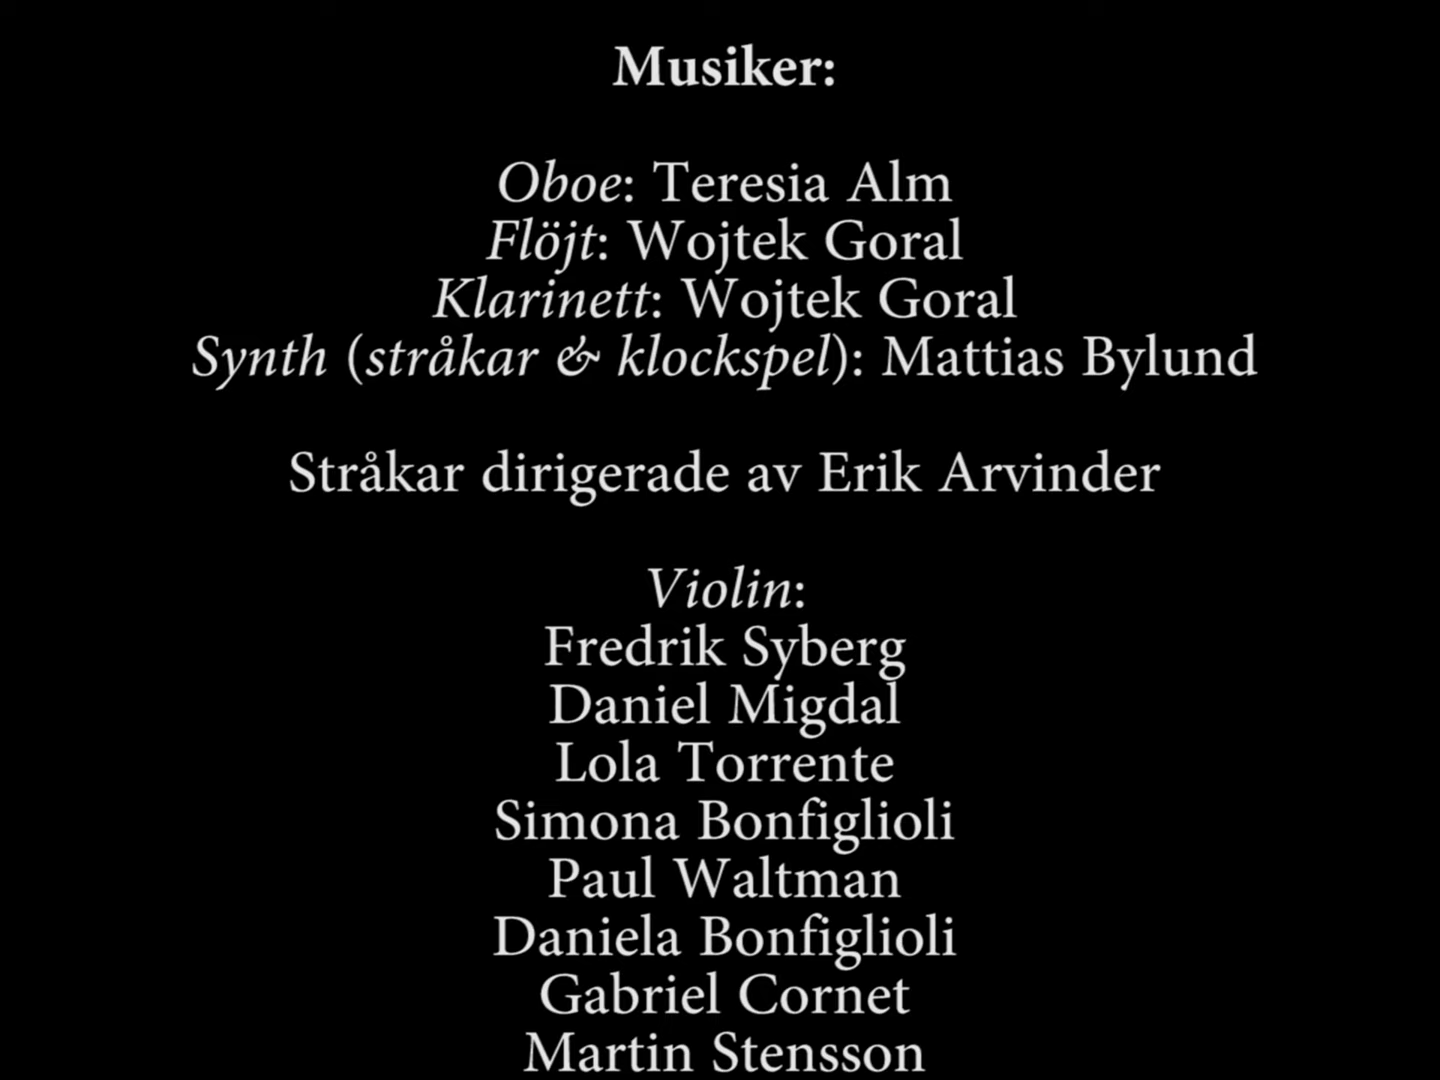 Musiker:
Oboe: Teresia Alm
Flöjt: Wojtek Goral
Klarinett: Wojtek Goral
Synth (stråkar & klockspel): Mattias Bylund
Stråkar dirigerade av Erik Arvinder
Violin:
Fredrik Syberg
Daniel Migdal
Lola Torrente
Simona Bonfiglioli
Paul Waltman
Daniela Bonfiglioli
Gabriel Cornet
Martin Stensson